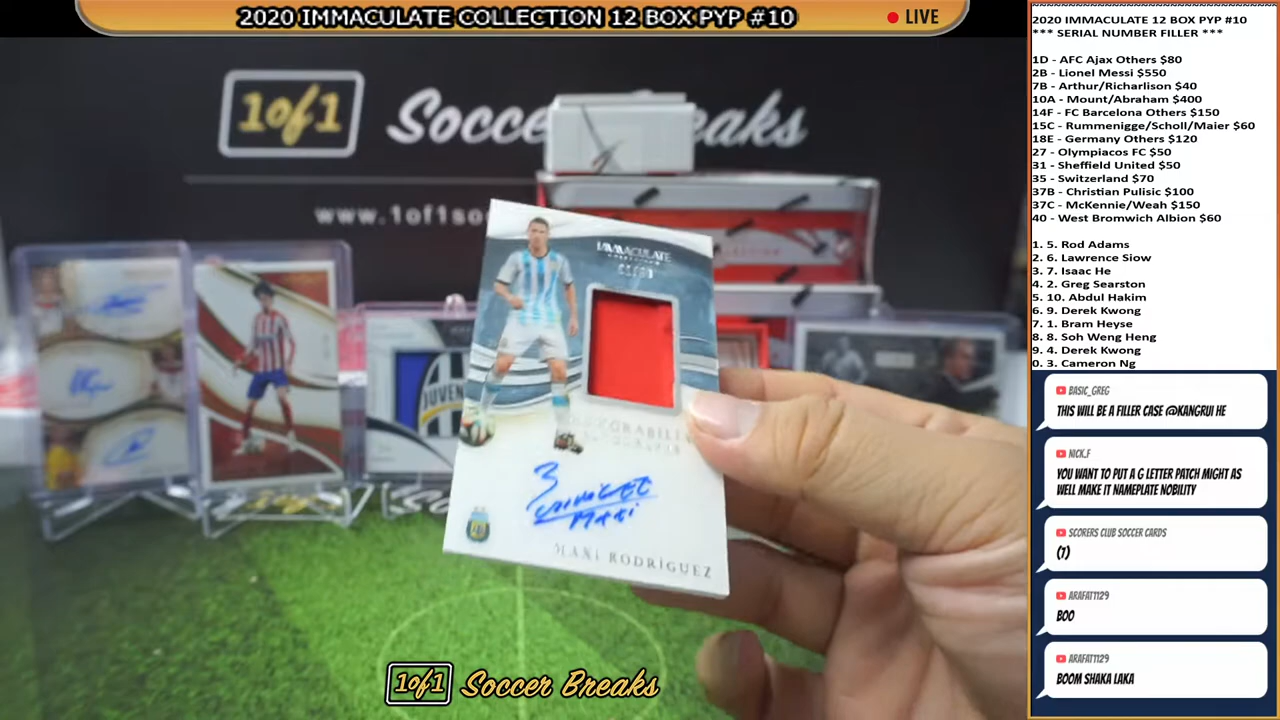 2020 IMMACULATE COLLECTION 12 BOX PYP #10
LIVE
1of1
Soccer Breaks
www.1of1so
IMMACULATE
COLLECTION
MEMORABILIA
MAXI RODRÍGUEZ
JUVEN
1of1 Soccer Breaks
2020 IMMACULATE 12 BOX PYP #10
*** SERIAL NUMBER FILLER ***
1D - AFC Ajax Others $80
2B - Lionel Messi $550
7B - Arthur/Richarlison $40
10A - Mount/Abraham $400
14F - FC Barcelona Others $150
15C - Rummenigge/Scholl/Maier $60
18E - Germany Others $120
27 - Olympiacos FC $50
31 - Sheffield United $50
35 - Switzerland $70
37B - Christian Pulisic $100
37C - McKennie/Weah $150
40 - West Bromwich Albion $60
1. 5. Rod Adams
2. 6. Lawrence Siow
3. 7. Isaac He
4. 2. Greg Searston
5. 10. Abdul Hakim
6. 9. Derek Kwong
7. 1. Bram Heyse
8. 8. Soh Weng Heng
9. 4. Derek Kwong
0. 3. Cameron Ng
BASIC_GREG
THIS WILL BE A FILLER CASE @KANGRUI HE
NICK.F
YOU WANT TO PUT A G LETTER PATCH MIGHT AS
WELL MAKE IT NAMEPLATE NOBILITY
SCORERS CLUB SOCCER CARDS
(7)
ARAFAT1129
BOO
ARAFAT1129
BOOM SHAKA LAKA